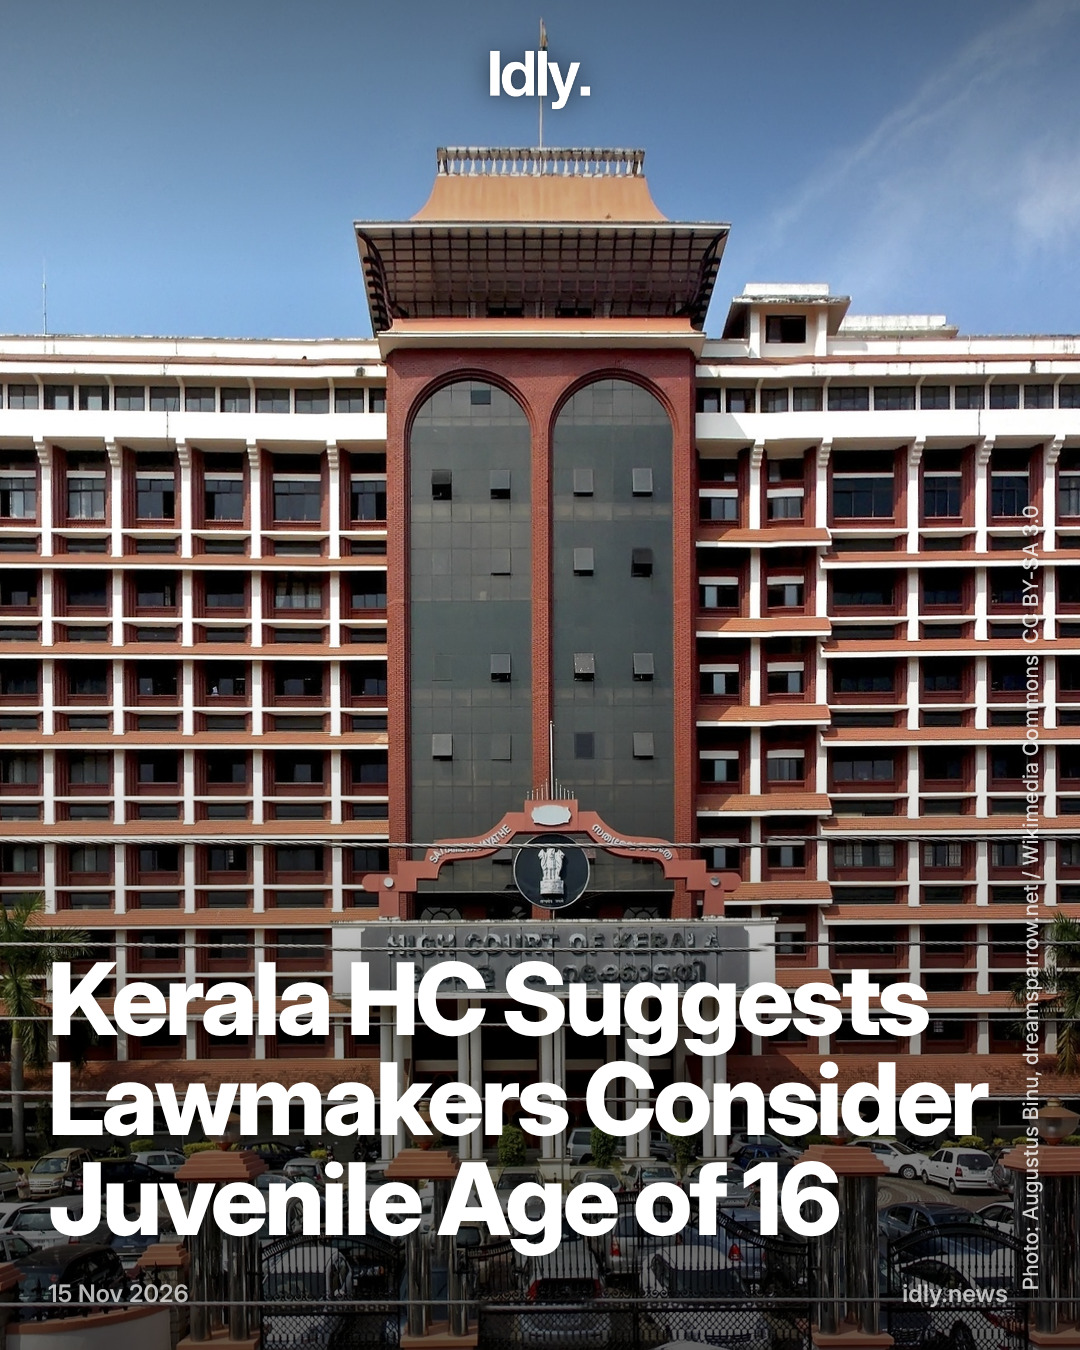 Idly.
HIGH COURT OF KERALA
Kerala HC Suggests
Lawmakers Consider
Juvenile Age of 16
15 Nov 2026
idly.news
Photo: Augustus Binu, dreamsparrow.net / Wikimedia Commons CC BY-SA 3.0